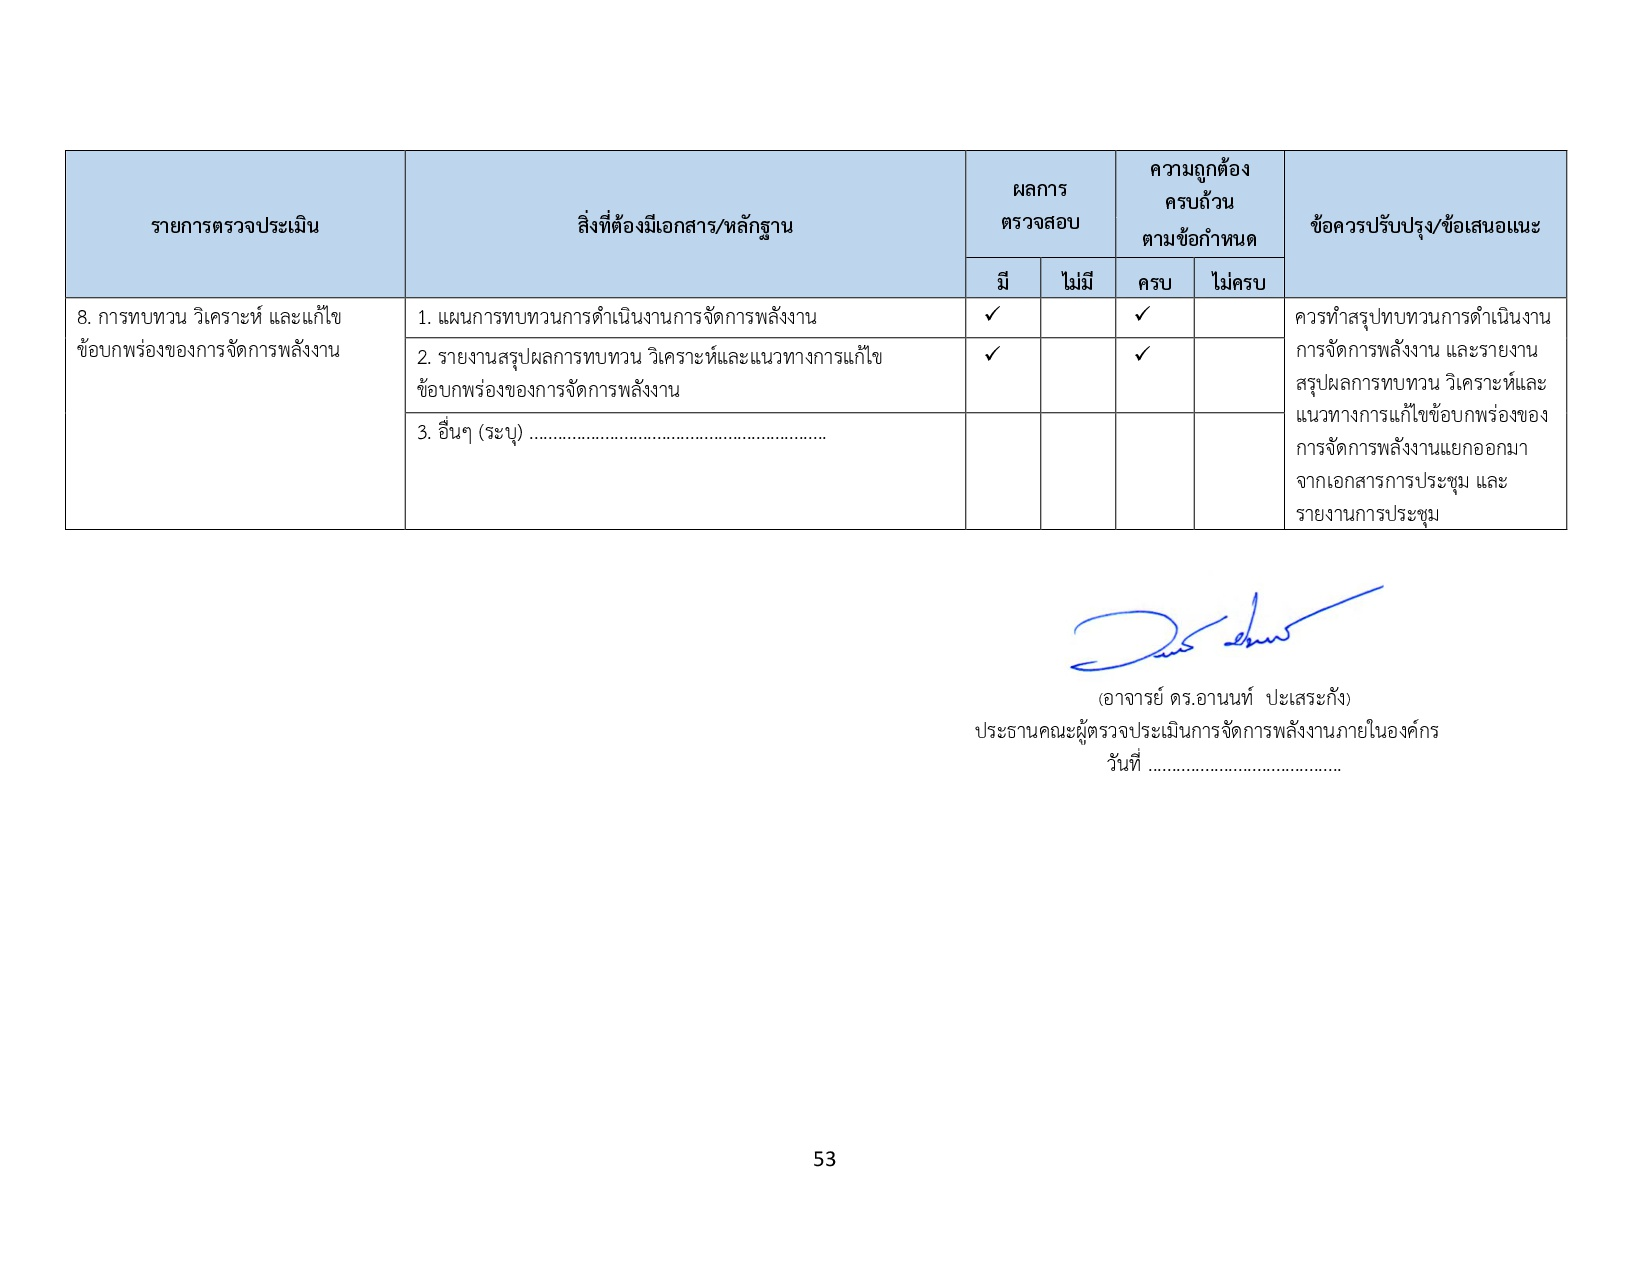 รายการตรวจประเมิน
สิ่งที่ต้องมีเอกสาร/หลักฐาน
ผลการ
ตรวจสอบ
ความถูกต้อง
ครบถ้วน
ตามข้อกำหนด
ข้อควรปรับปรุง/ข้อเสนอแนะ
มี
ไม่มี
ครบ
ไม่ครบ
8. การทบทวน วิเคราะห์ และแก้ไข
ข้อบกพร่องของการจัดการพลังงาน
1. แผนการทบทวนการดำเนินงานการจัดการพลังงาน
✓ ✓
2. รายงานสรุปผลการทบทวน วิเคราะห์และแนวทางการแก้ไข
ข้อบกพร่องของการจัดการพลังงาน
✓ ✓
3. อื่นๆ (ระบุ) ...............................................................
ควรทำสรุปทบทวนการดำเนินงาน
การจัดการพลังงาน และรายงาน
สรุปผลการทบทวน วิเคราะห์และ
แนวทางการแก้ไขข้อบกพร่องของ
การจัดการพลังงานแยกออกมา
จากเอกสารการประชุม และ
รายงานการประชุม
(อาจารย์ ดร.อานนท์ ปะเสระกัง)
ประธานคณะผู้ตรวจประเมินการจัดการพลังงานภายในองค์กร
วันที่ .........................................
53